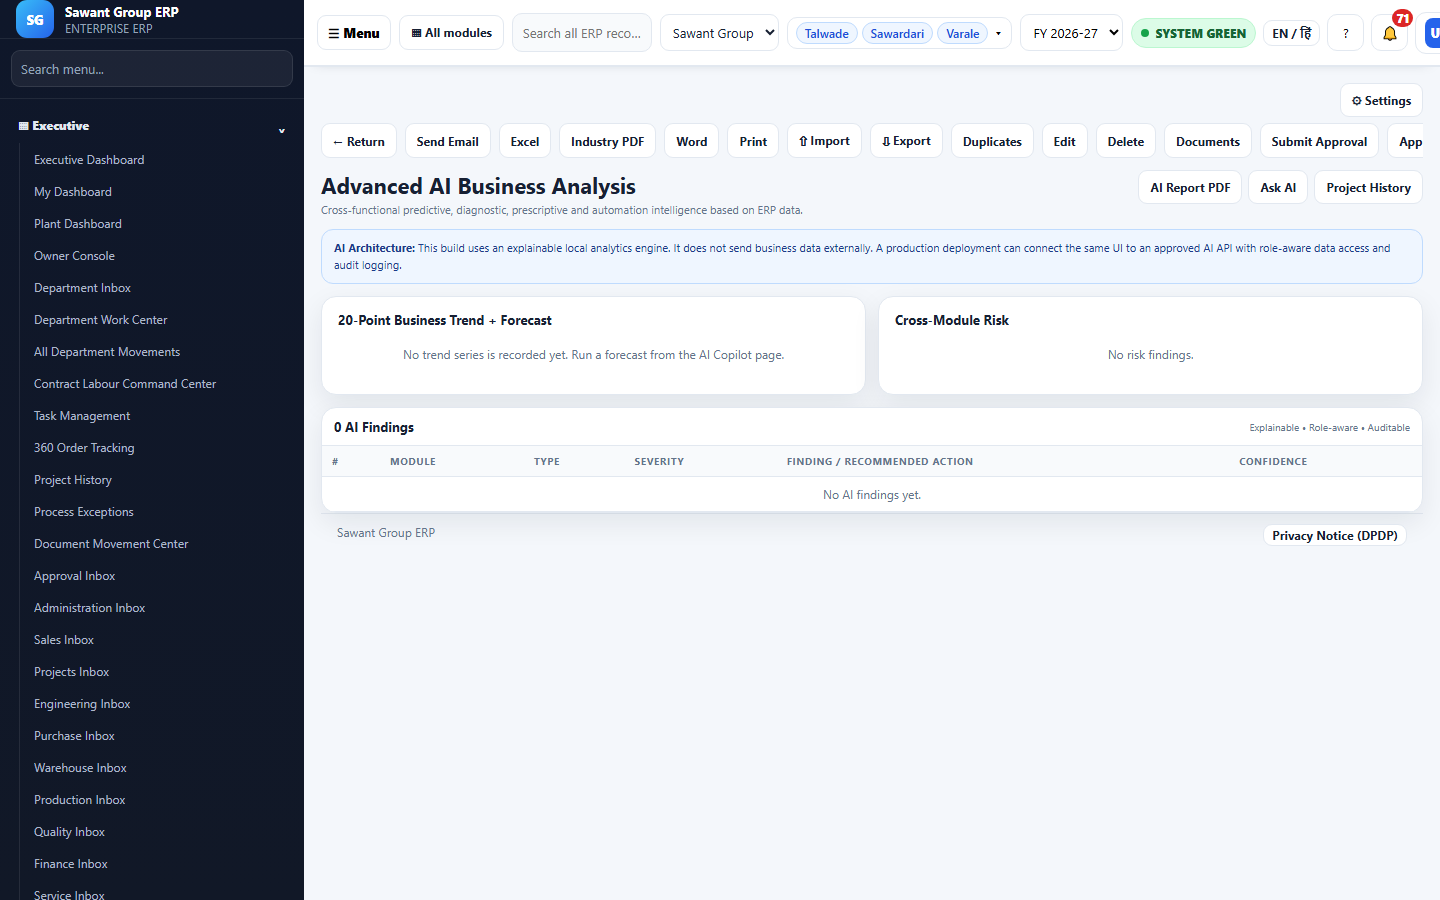 SG
Sawant Group ERP
ENTERPRISE ERP
Search menu...
Executive
Executive Dashboard
My Dashboard
Plant Dashboard
Owner Console
Department Inbox
Department Work Center
All Department Movements
Contract Labour Command Center
Task Management
360 Order Tracking
Project History
Process Exceptions
Document Movement Center
Approval Inbox
Administration Inbox
Sales Inbox
Projects Inbox
Engineering Inbox
Purchase Inbox
Warehouse Inbox
Production Inbox
Quality Inbox
Finance Inbox
Service Inbox
☰ Menu
All modules
Search all ERP reco...
Sawant Group
Talwade Sawardari Varale
FY 2026-27
SYSTEM GREEN
EN / हिं
?
71
U
⚙ Settings
← Return
Send Email
Excel
Industry PDF
Word
Print
⇧ Import
⇩ Export
Duplicates
Edit
Delete
Documents
Submit Approval
App
Advanced AI Business Analysis
Cross-functional predictive, diagnostic, prescriptive and automation intelligence based on ERP data.
AI Report PDF
Ask AI
Project History
AI Architecture: This build uses an explainable local analytics engine. It does not send business data externally. A production deployment can connect the same UI to an approved AI API with role-aware data access and
audit logging.
20-Point Business Trend + Forecast
No trend series is recorded yet. Run a forecast from the AI Copilot page.
Cross-Module Risk
No risk findings.
0 AI Findings
Explainable • Role-aware • Auditable
# MODULE TYPE SEVERITY FINDING / RECOMMENDED ACTION CONFIDENCE
No AI findings yet.
Sawant Group ERP
Privacy Notice (DPDP)